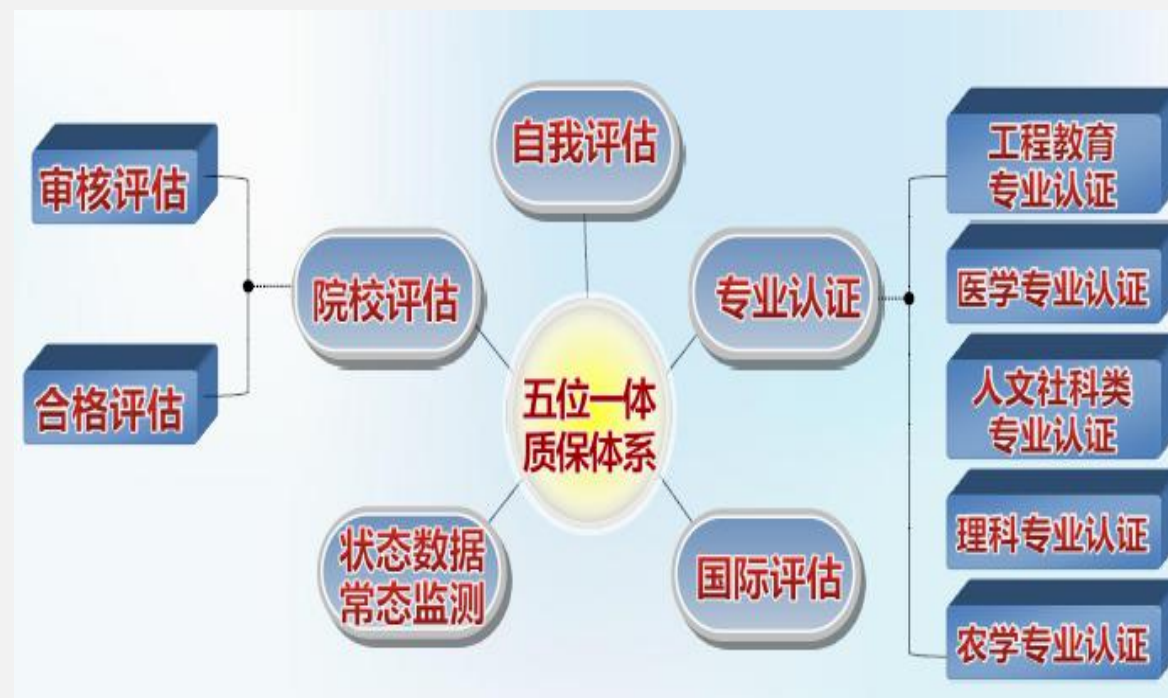 自我评估
审核评估
院校评估
合格评估
五位一体
质保体系
专业认证
工程教育
专业认证
医学专业认证
人文社科类
专业认证
理科专业认证
农学专业认证
状态数据
常态监测
国际评估